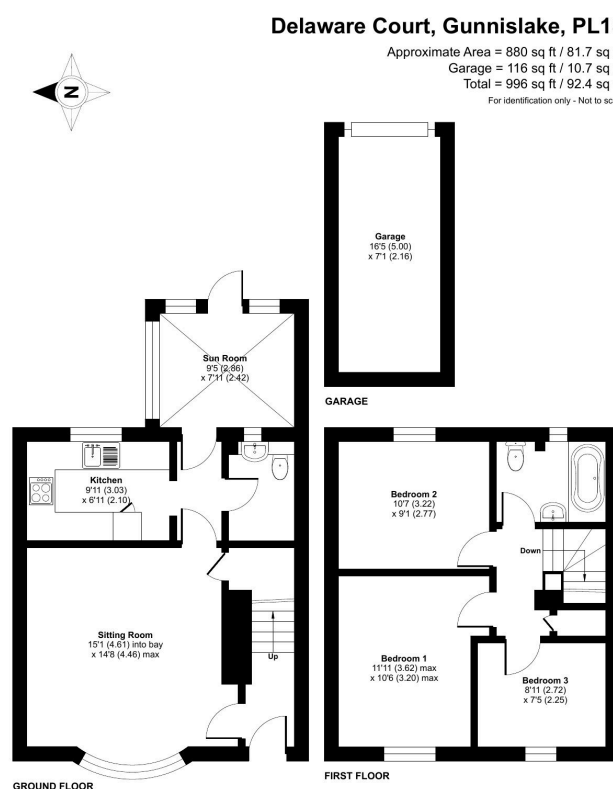 Delaware Court, Gunnislake, PL1
Approximate Area = 880 sq ft / 81.7 sq
Garage = 116 sq ft / 10.7 sq
Total = 996 sq ft / 92.4 sq
For identification only - Not to sc
N
Garage
16'5 (5.00)
x 7'1 (2.16)
GARAGE
Sun Room
9'5 (2.86)
x 7'11 (2.42)
Kitchen
9'11 (3.03)
x 6'11 (2.10)
Sitting Room
15'1 (4.61) into bay
x 14'8 (4.46) max
Up
GROUND FLOOR
Bedroom 2
10'7 (3.22)
x 9'1 (2.77)
Down
Bedroom 1
11'11 (3.62) max
x 10'6 (3.20) max
Bedroom 3
8'11 (2.72)
x 7'5 (2.25)
FIRST FLOOR